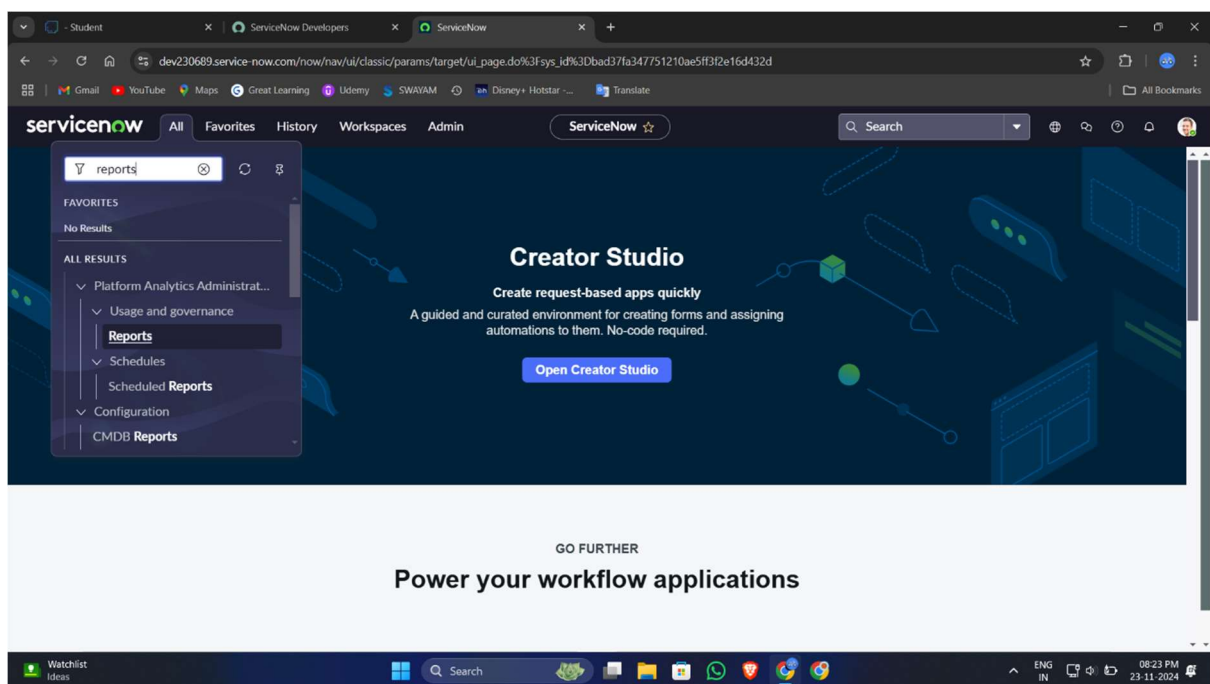 - Student
ServiceNow Developers
ServiceNow
dev230689.service-now.com/now/nav/ui/classic/params/target/ui_page.do%3Fsys_id%3Dbad37fa347751210ae5ff3f2e16d432d
Gmail YouTube Maps Great Learning Udemy SWAYAM Disney+ Hotstar -... Translate All Bookmarks
servicenow All Favorites History Workspaces Admin ServiceNow Search
reports
FAVORITES
No Results
ALL RESULTS
Platform Analytics Administrat...
Usage and governance
Reports
Schedules
Scheduled Reports
Configuration
CMDB Reports
Creator Studio
Create request-based apps quickly
A guided and curated environment for creating forms and assigning
automations to them. No-code required.
Open Creator Studio
GO FURTHER
Power your workflow applications
Watchlist
Ideas
Search
ENG
IN
08:23 PM
23-11-2024